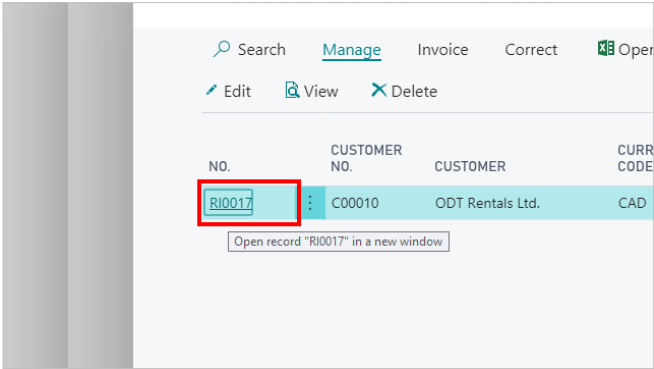 Search Manage Invoice Correct Oper
Edit View Delete
CUSTOMER CURR
NO. NO. CUSTOMER CODE
RI0017 C00010 ODT Rentals Ltd. CAD
Open record "RI0017" in a new window